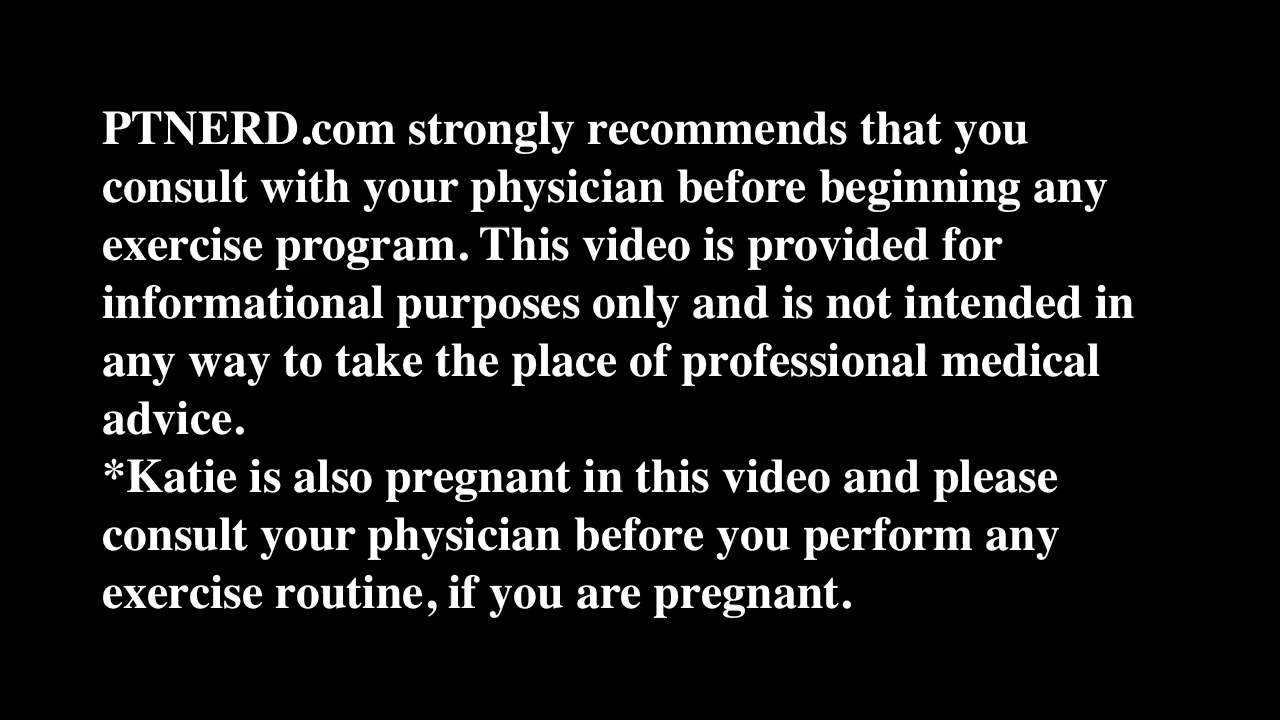 PTNERD.com strongly recommends that you
consult with your physician before beginning any
exercise program. This video is provided for
informational purposes only and is not intended in
any way to take the place of professional medical
advice.
*Katie is also pregnant in this video and please
consult your physician before you perform any
exercise routine, if you are pregnant.